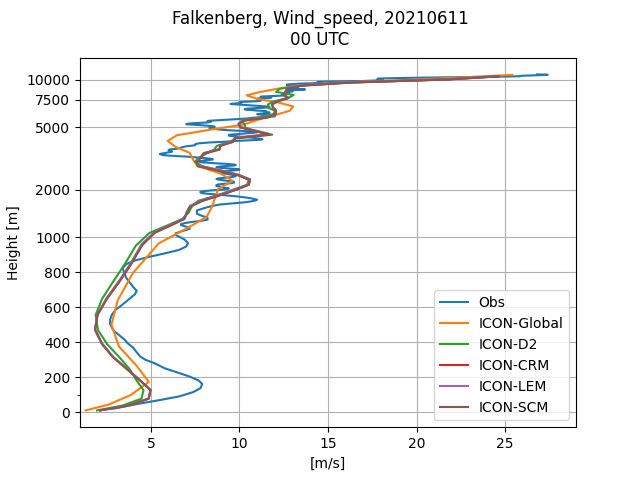 Falkenberg, Wind_speed, 20210611
00 UTC
10000
7500
5000
2000
1000
800
600
400
200
0
Height [m]
Obs
ICON-Global
ICON-D2
ICON-CRM
ICON-LEM
ICON-SCM
5
10
15
20
25
[m/s]